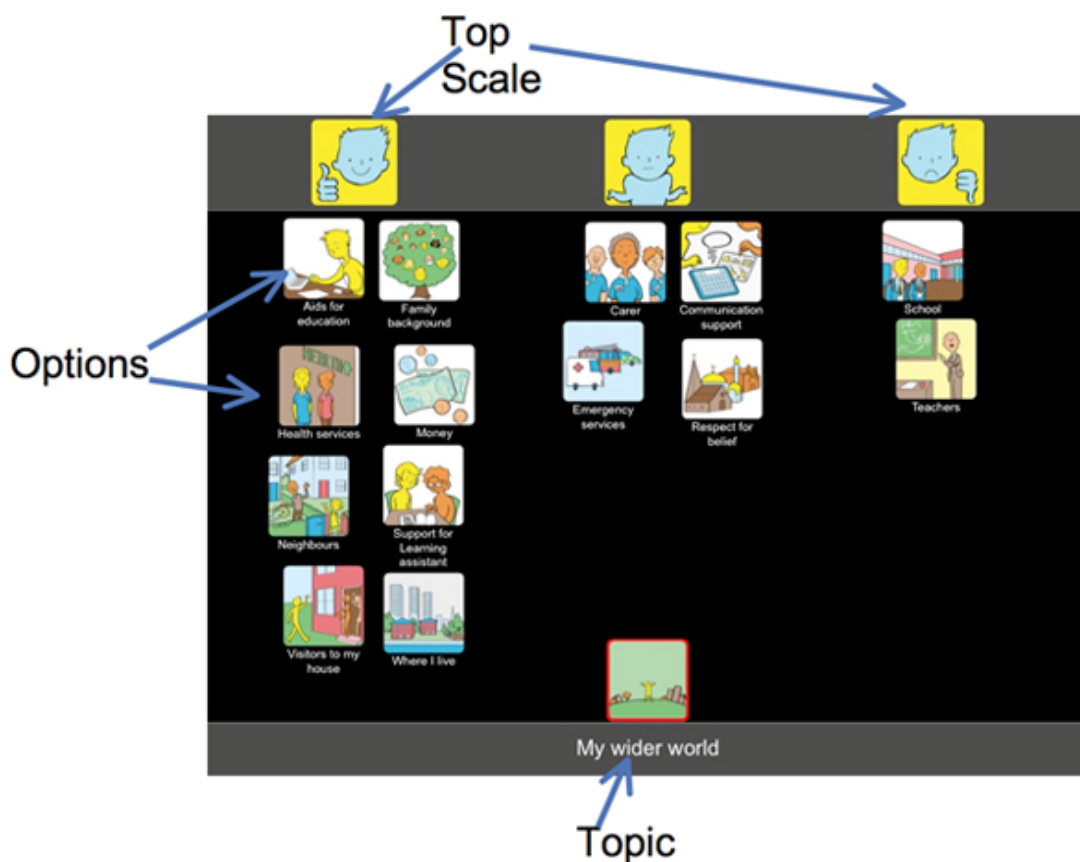 Top
Scale
Options
Aids for
education
Family
background
Carer
Communication
support
School
Health services
Money
Emergency
services
Respect for
belief
Teachers
Neighbours
Support for
Learning
assistant
Visitors to my
house
Where I live
My wider world
Topic